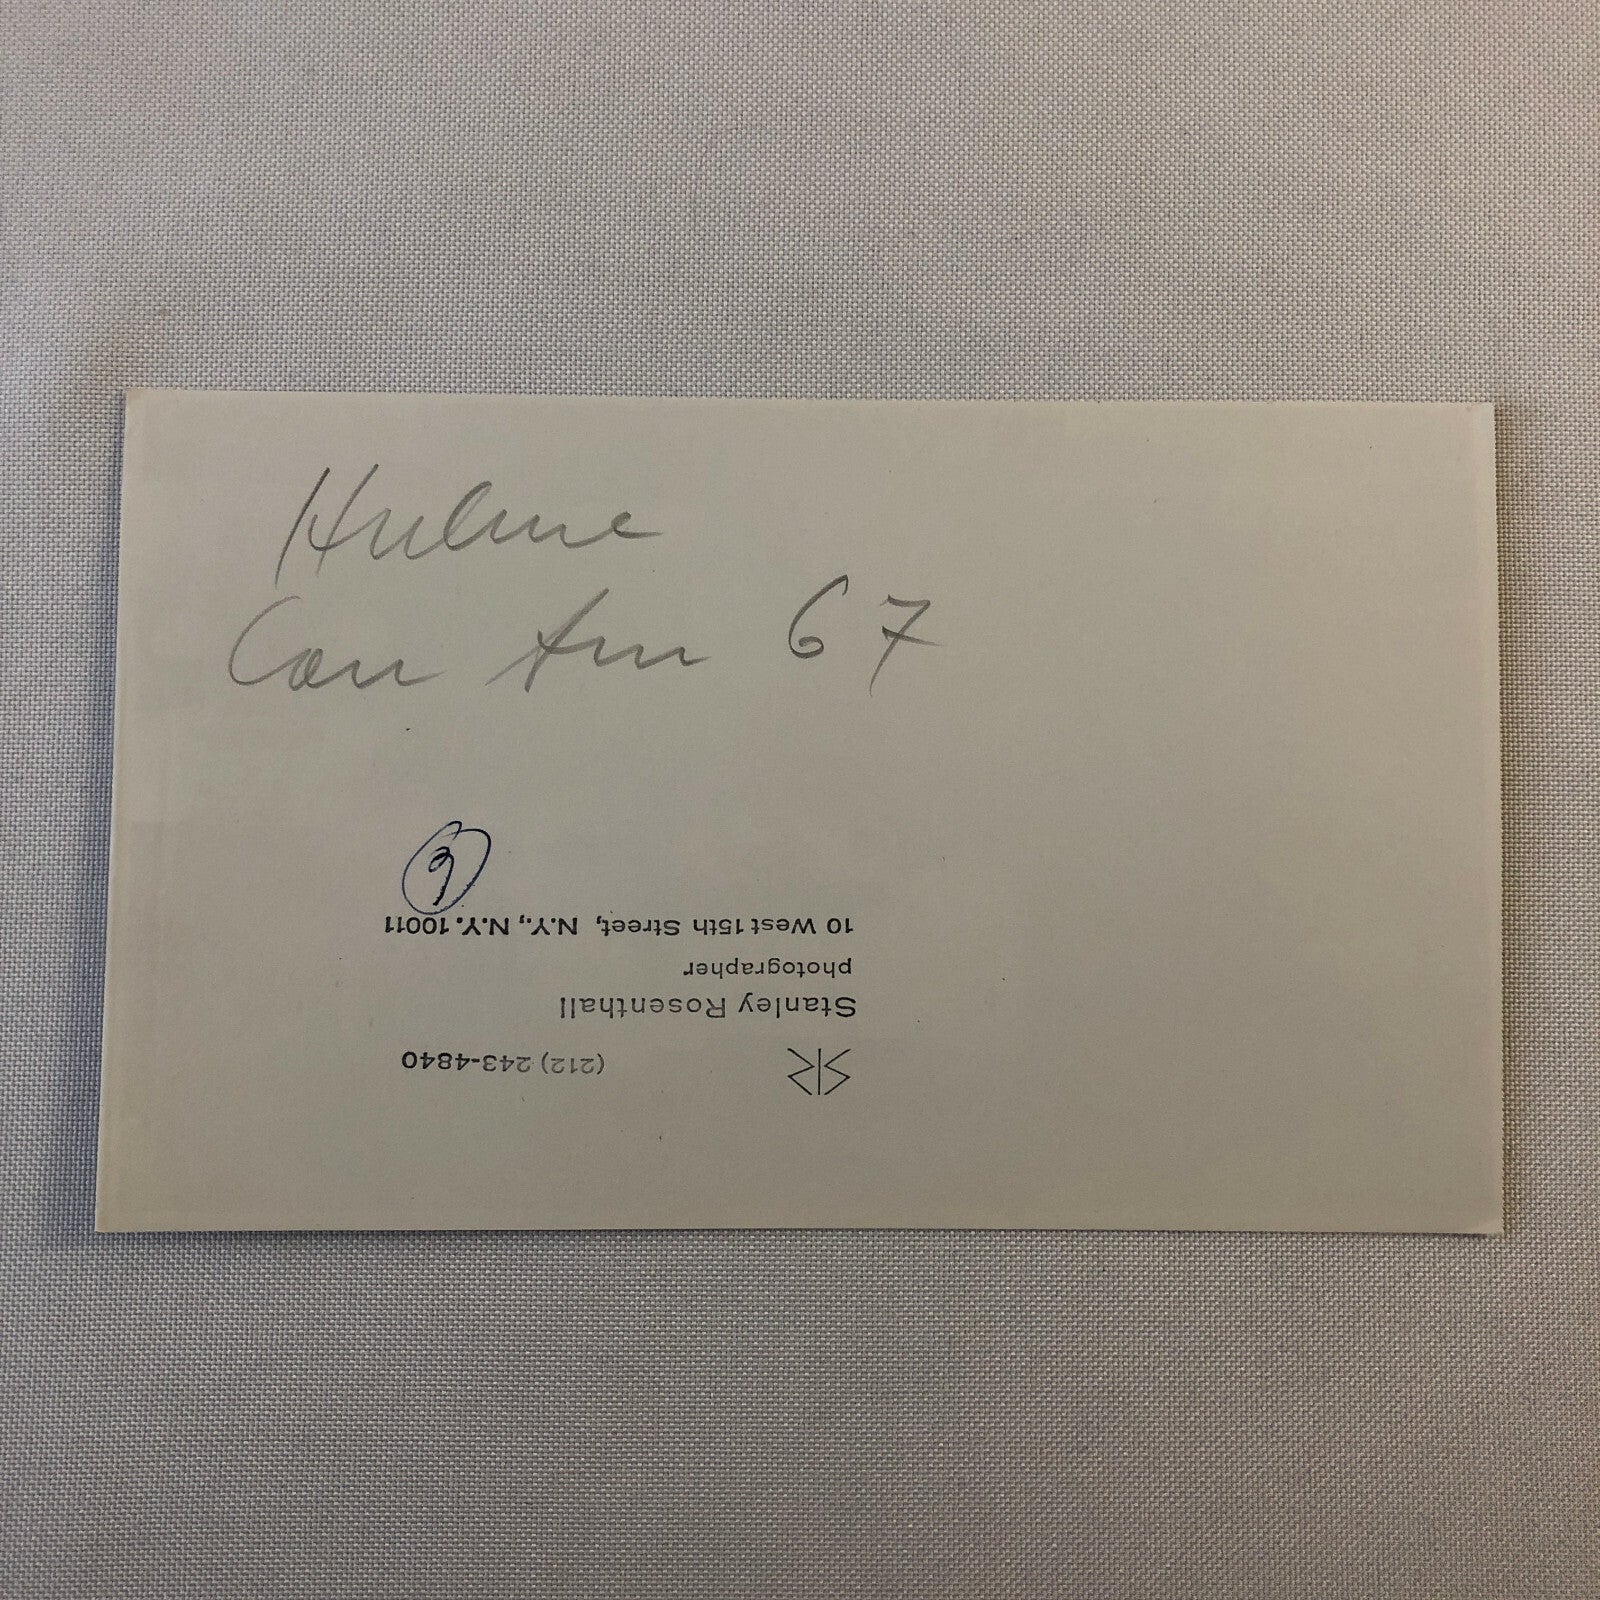 Hulme
Can Am 67
(212) 243-4840
Stanley Rosenthall
photographer
10 West 15th Street, N.Y., N.Y. 10011